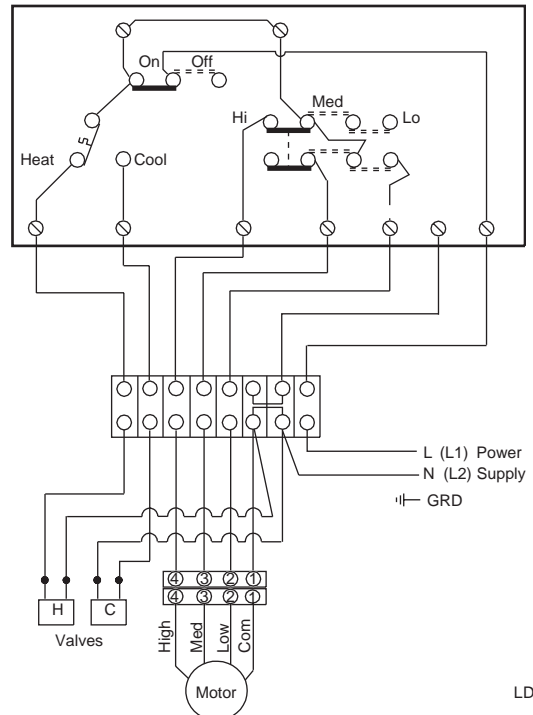 On Off
Med
Hi
Lo
Heat
Cool
L (L1) Power
N (L2) Supply
GRD
4 3 2 1
4 3 2 1
H C
Valves
High Med Low Com
Motor
LD